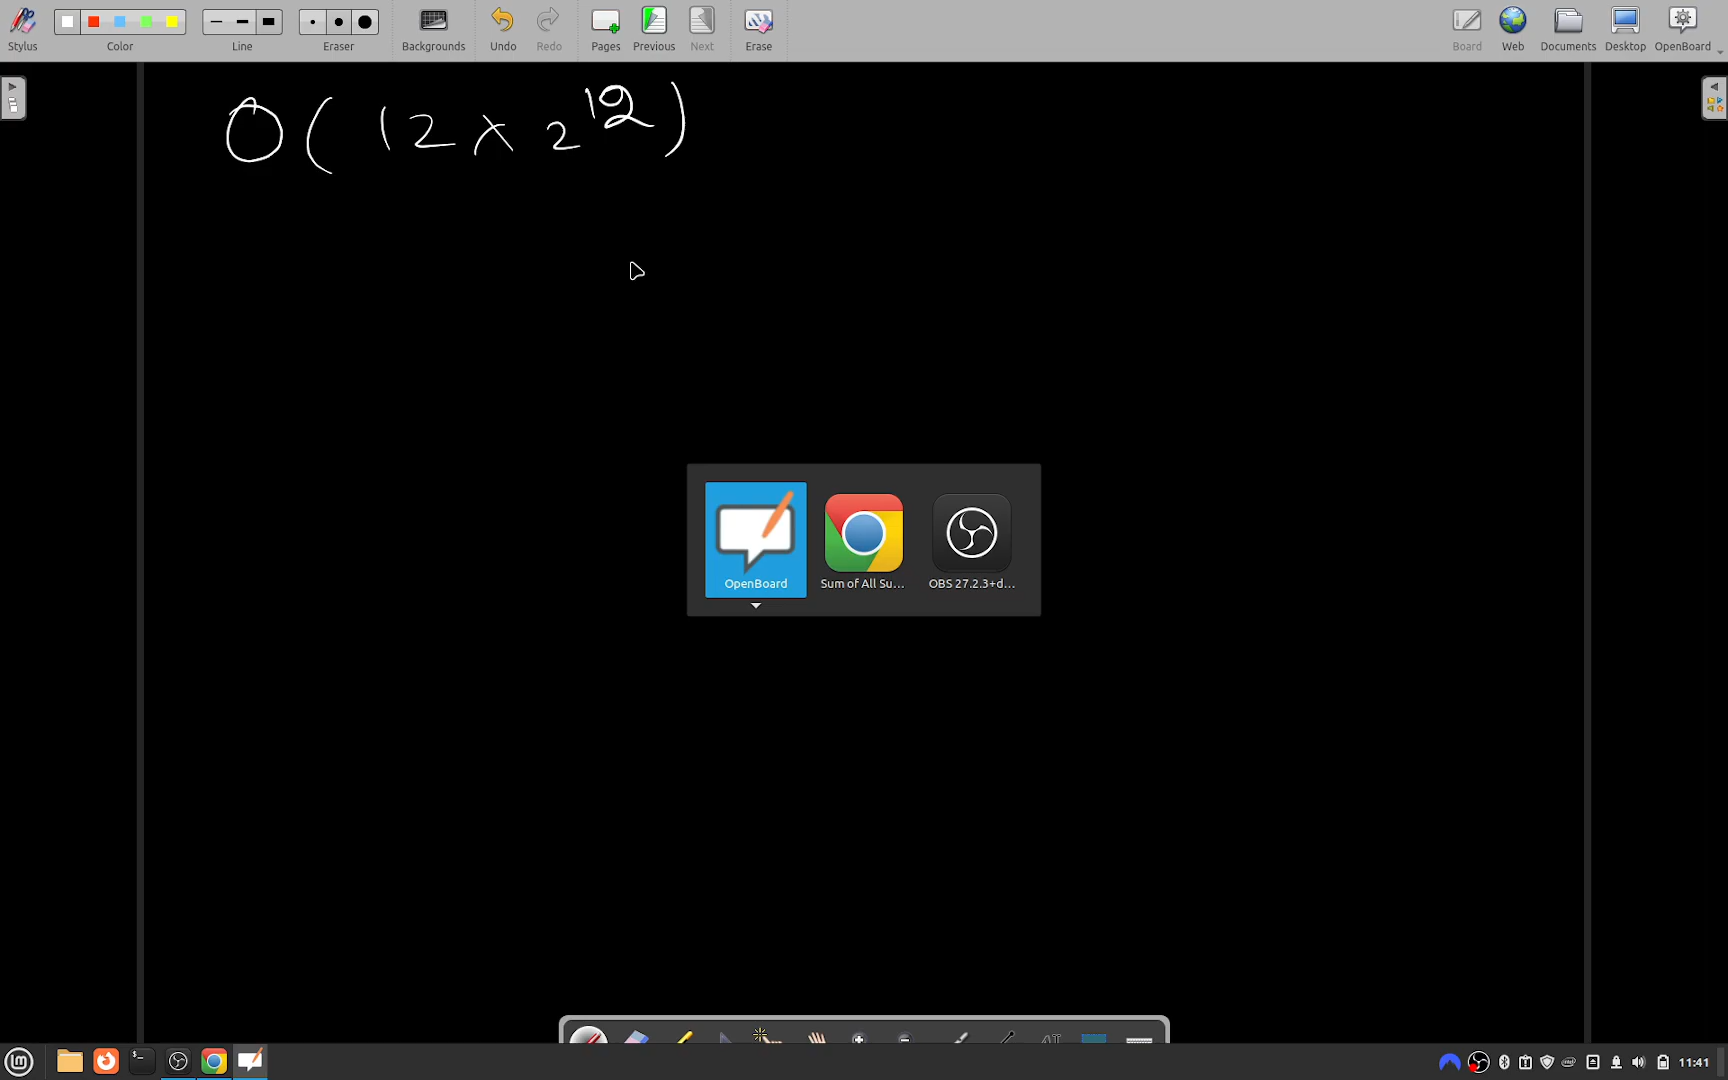 Stylus Color Line Eraser Backgrounds Undo Redo Pages Previous Next Erase Board Web Documents Desktop OpenBoard
O( 12 x 2^12 )
OpenBoard Sum of All Su... OBS 27.2.3+d...
11:41